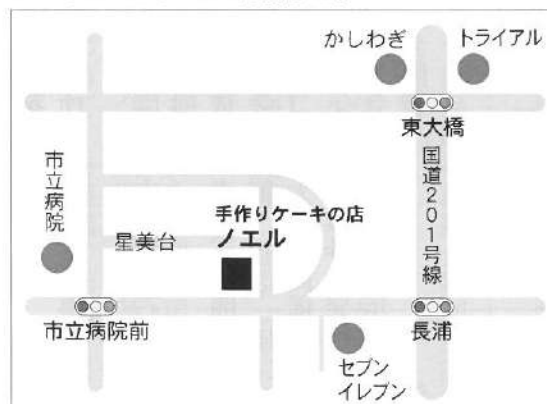 かしわぎ
トライアル
東大橋
市立病院
国道201号線
手作りケーキの店
ノエル
星美台
市立病院前
長浦
セブン
イレブン